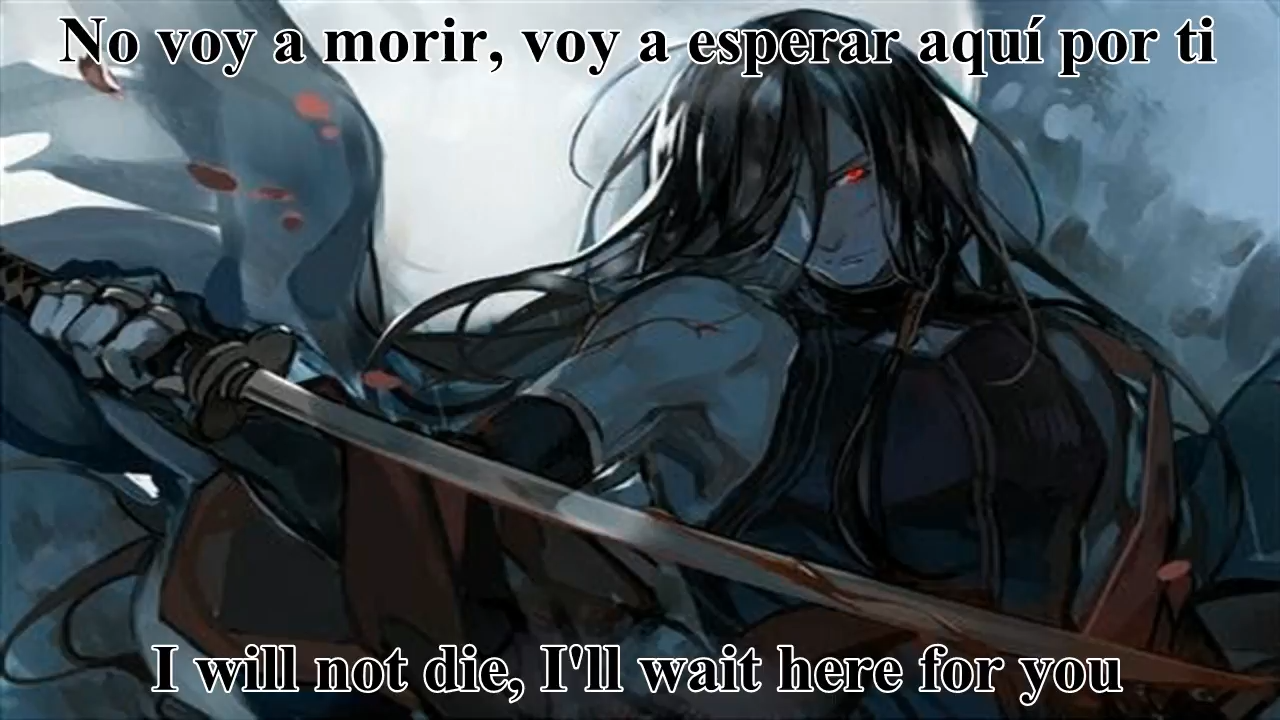 No voy a morir, voy a esperar aquí por ti
I will not die, I'll wait here for you